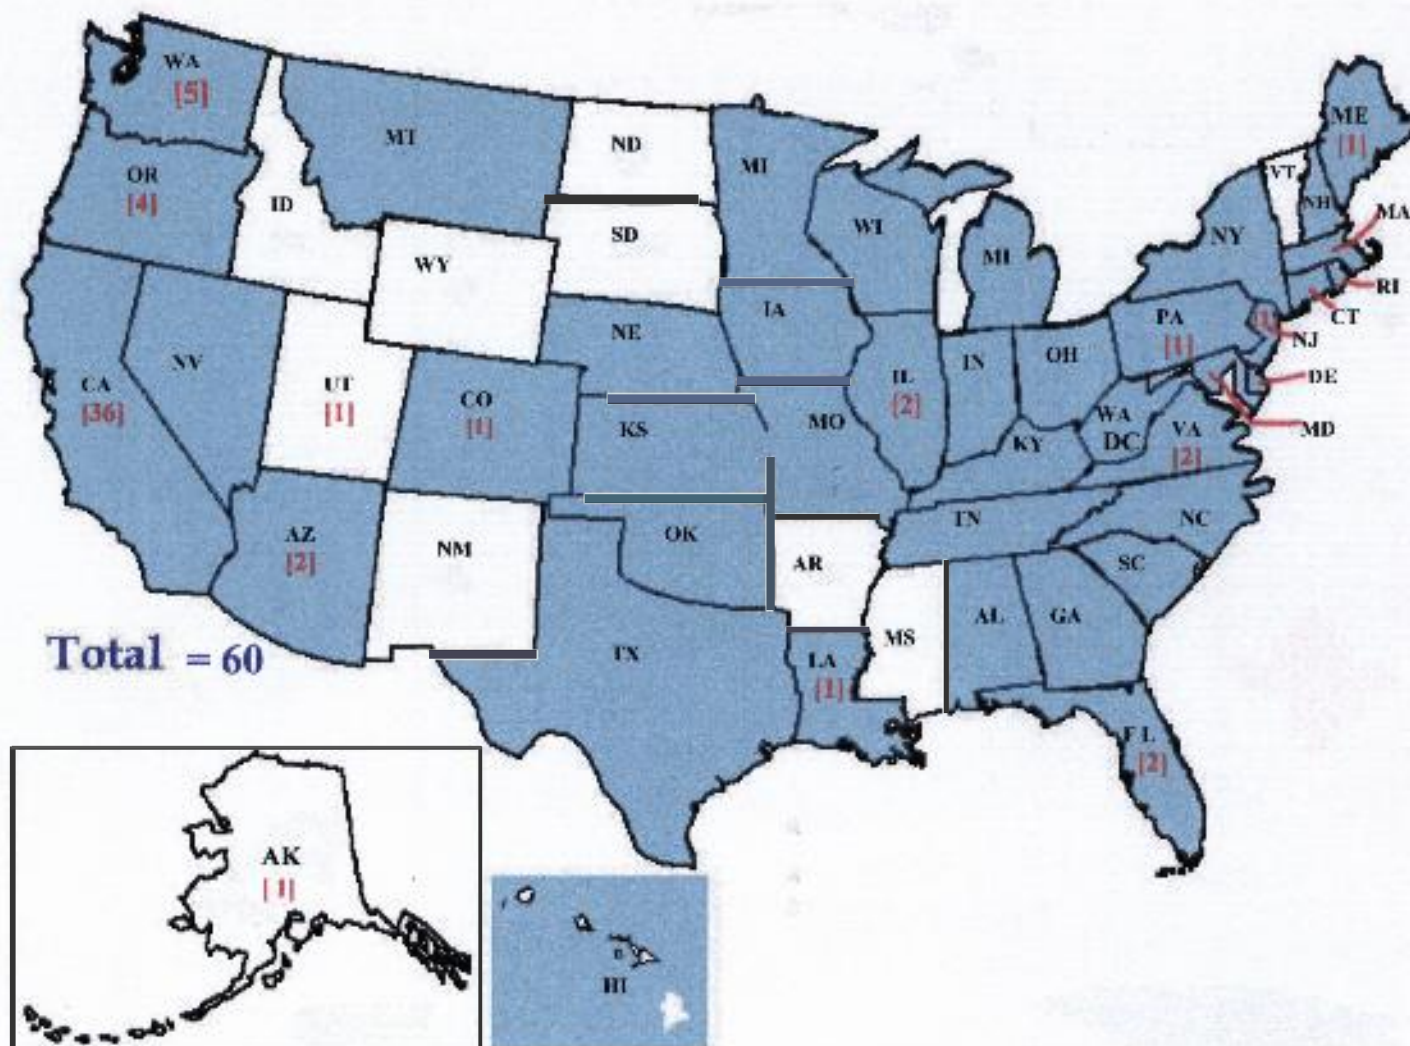 WA
[5]
MT
ND
MI
ME
[1]
OR
[4]
ID
SD
WY
WI
MI
VT
NH
NY
MA
RI
CT
NJ
DE
MD
NV
NE
IA
PA
[1]
CA
[36]
UT
[1]
CO
[1]
KS
MO
IL
[2]
IN
OH
WA
DC
VA
[2]
KY
AZ
[2]
NM
OK
AR
TN
NC
SC
MS
AL
GA
TX
LA
[1]
FL
[2]
Total = 60
AK
[1]
HI